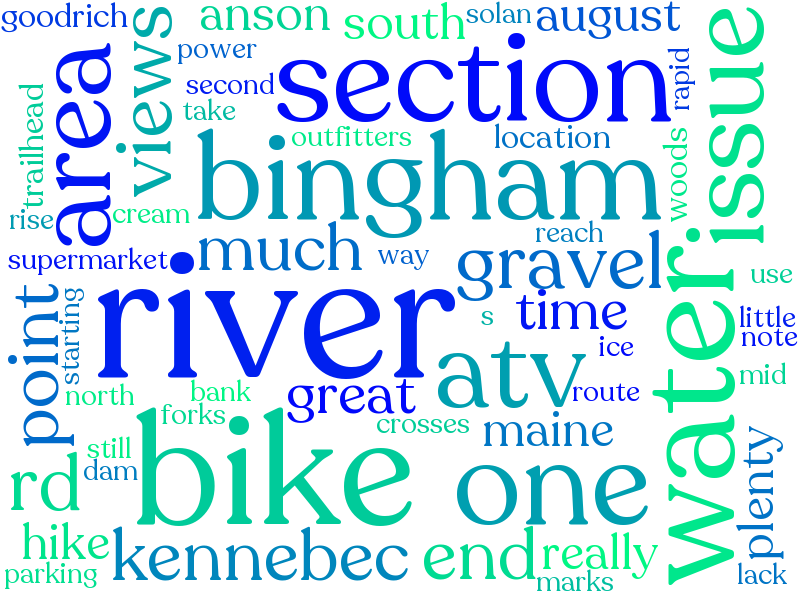 goodrich
anson
south
solan
august
views
power
section
rapid
issue
area
second
take
trailhead
outfitters
location
woods
bingham
rise
cream
much
way
reach
gravel
supermarket
river
water
use
point
starting
s
time
little
note
ice
north
bank
great
atv
route
mid
forks
crosses
maine
still
bike
one
dam
rd
plenty
hike
kennebec
end
really
parking
marks
lack